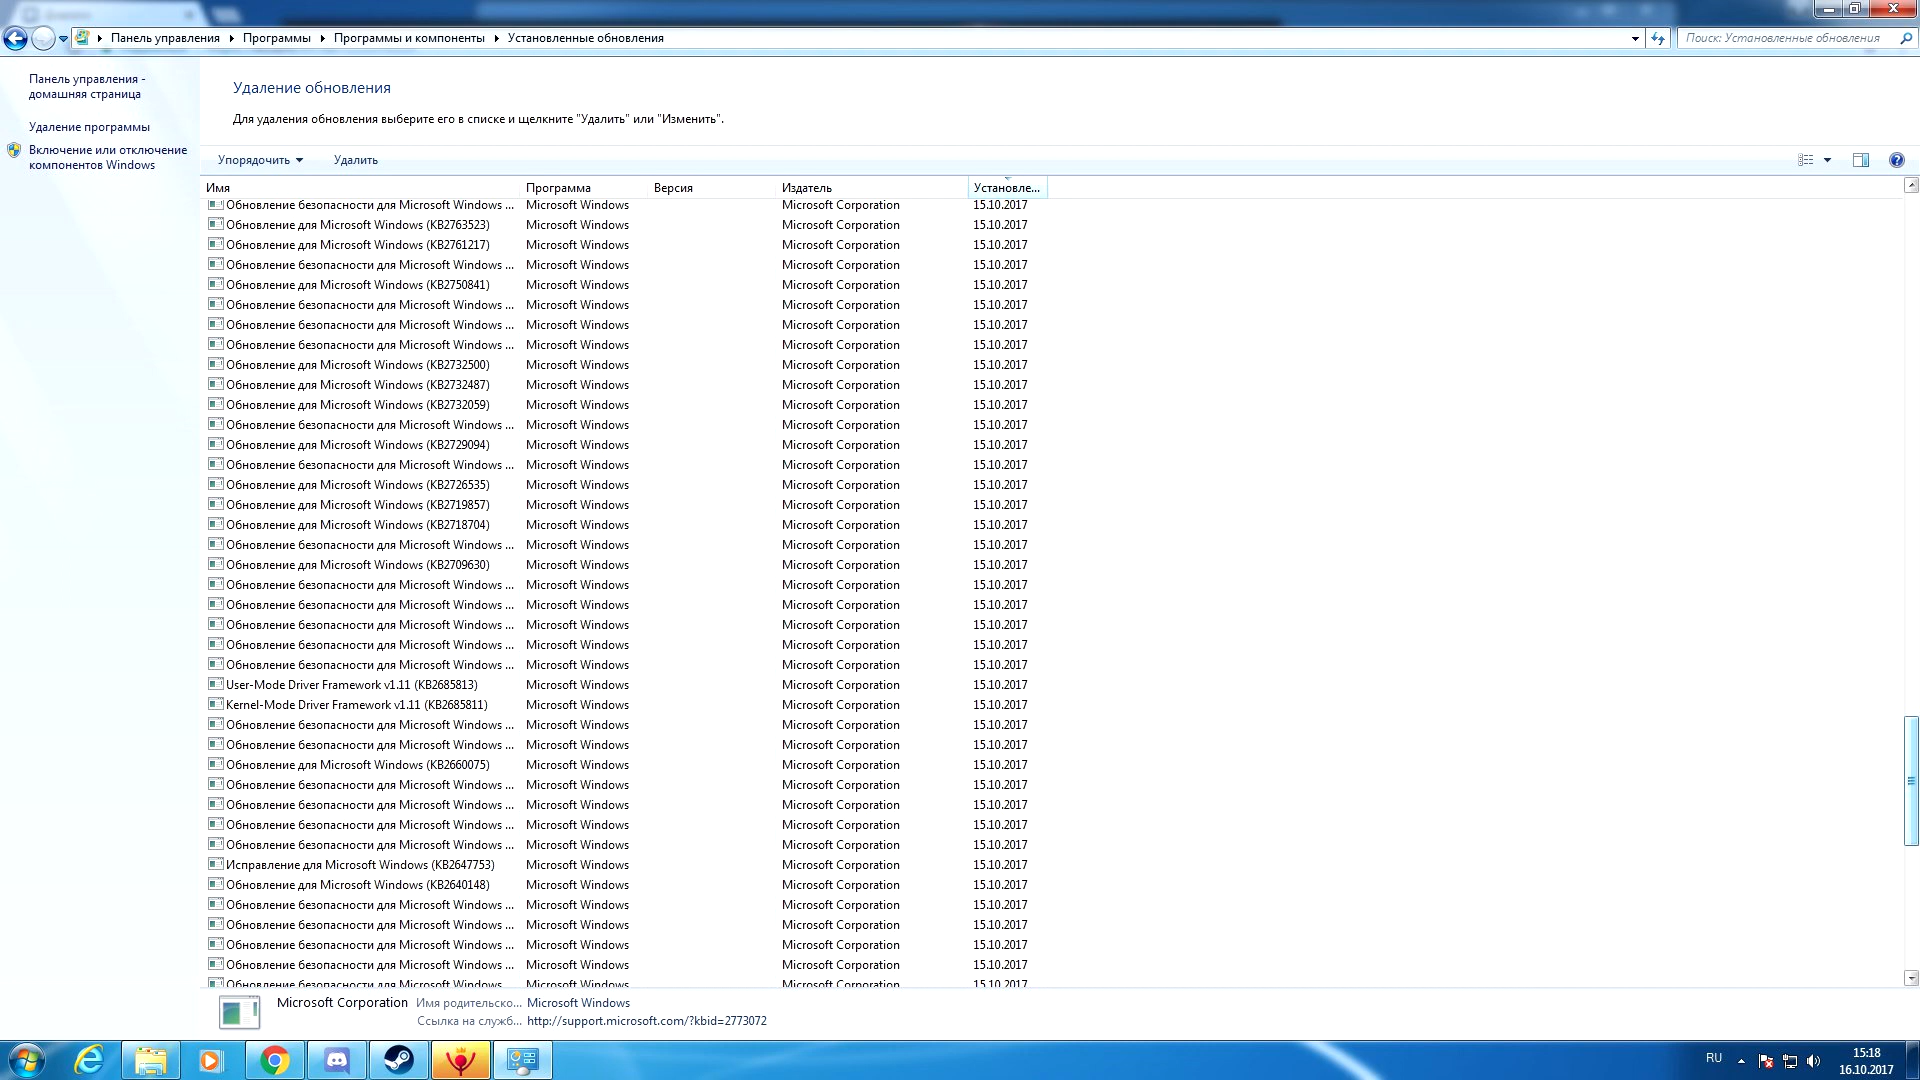 Панель управления ▸ Программы ▸ Программы и компоненты ▸ Установленные обновления
Поиск: Установленные обновления
Панель управления -
домашняя страница
Удаление программы
Включение или отключение
компонентов Windows
Удаление обновления
Для удаления обновления выберите его в списке и щелкните "Удалить" или "Изменить".
Упорядочить Удалить
Имя Программа Версия Издатель Установле...
Обновление безопасности для Microsoft Windows ... Microsoft Windows Microsoft Corporation 15.10.2017
Обновление для Microsoft Windows (KB2763523) Microsoft Windows Microsoft Corporation 15.10.2017
Обновление для Microsoft Windows (KB2761217) Microsoft Windows Microsoft Corporation 15.10.2017
Обновление безопасности для Microsoft Windows ... Microsoft Windows Microsoft Corporation 15.10.2017
Обновление для Microsoft Windows (KB2750841) Microsoft Windows Microsoft Corporation 15.10.2017
Обновление безопасности для Microsoft Windows ... Microsoft Windows Microsoft Corporation 15.10.2017
Обновление безопасности для Microsoft Windows ... Microsoft Windows Microsoft Corporation 15.10.2017
Обновление безопасности для Microsoft Windows ... Microsoft Windows Microsoft Corporation 15.10.2017
Обновление для Microsoft Windows (KB2732500) Microsoft Windows Microsoft Corporation 15.10.2017
Обновление для Microsoft Windows (KB2732487) Microsoft Windows Microsoft Corporation 15.10.2017
Обновление для Microsoft Windows (KB2732059) Microsoft Windows Microsoft Corporation 15.10.2017
Обновление безопасности для Microsoft Windows ... Microsoft Windows Microsoft Corporation 15.10.2017
Обновление для Microsoft Windows (KB2729094) Microsoft Windows Microsoft Corporation 15.10.2017
Обновление безопасности для Microsoft Windows ... Microsoft Windows Microsoft Corporation 15.10.2017
Обновление для Microsoft Windows (KB2726535) Microsoft Windows Microsoft Corporation 15.10.2017
Обновление для Microsoft Windows (KB2719857) Microsoft Windows Microsoft Corporation 15.10.2017
Обновление для Microsoft Windows (KB2718704) Microsoft Windows Microsoft Corporation 15.10.2017
Обновление безопасности для Microsoft Windows ... Microsoft Windows Microsoft Corporation 15.10.2017
Обновление для Microsoft Windows (KB2709630) Microsoft Windows Microsoft Corporation 15.10.2017
Обновление безопасности для Microsoft Windows ... Microsoft Windows Microsoft Corporation 15.10.2017
Обновление безопасности для Microsoft Windows ... Microsoft Windows Microsoft Corporation 15.10.2017
Обновление безопасности для Microsoft Windows ... Microsoft Windows Microsoft Corporation 15.10.2017
Обновление безопасности для Microsoft Windows ... Microsoft Windows Microsoft Corporation 15.10.2017
Обновление безопасности для Microsoft Windows ... Microsoft Windows Microsoft Corporation 15.10.2017
User-Mode Driver Framework v1.11 (KB2685813) Microsoft Windows Microsoft Corporation 15.10.2017
Kernel-Mode Driver Framework v1.11 (KB2685811) Microsoft Windows Microsoft Corporation 15.10.2017
Обновление безопасности для Microsoft Windows ... Microsoft Windows Microsoft Corporation 15.10.2017
Обновление безопасности для Microsoft Windows ... Microsoft Windows Microsoft Corporation 15.10.2017
Обновление для Microsoft Windows (KB2660075) Microsoft Windows Microsoft Corporation 15.10.2017
Обновление безопасности для Microsoft Windows ... Microsoft Windows Microsoft Corporation 15.10.2017
Обновление безопасности для Microsoft Windows ... Microsoft Windows Microsoft Corporation 15.10.2017
Обновление безопасности для Microsoft Windows ... Microsoft Windows Microsoft Corporation 15.10.2017
Обновление безопасности для Microsoft Windows ... Microsoft Windows Microsoft Corporation 15.10.2017
Исправление для Microsoft Windows (KB2647753) Microsoft Windows Microsoft Corporation 15.10.2017
Обновление для Microsoft Windows (KB2640148) Microsoft Windows Microsoft Corporation 15.10.2017
Обновление безопасности для Microsoft Windows ... Microsoft Windows Microsoft Corporation 15.10.2017
Обновление безопасности для Microsoft Windows ... Microsoft Windows Microsoft Corporation 15.10.2017
Обновление безопасности для Microsoft Windows ... Microsoft Windows Microsoft Corporation 15.10.2017
Обновление безопасности для Microsoft Windows ... Microsoft Windows Microsoft Corporation 15.10.2017
Обновление безопасности для Microsoft Windows ... Microsoft Windows Microsoft Corporation 15.10.2017
Microsoft Corporation Имя родительско... Microsoft Windows
Ссылка на служб... http://support.microsoft.com/?kbid=2773072
RU 15:18
16.10.2017